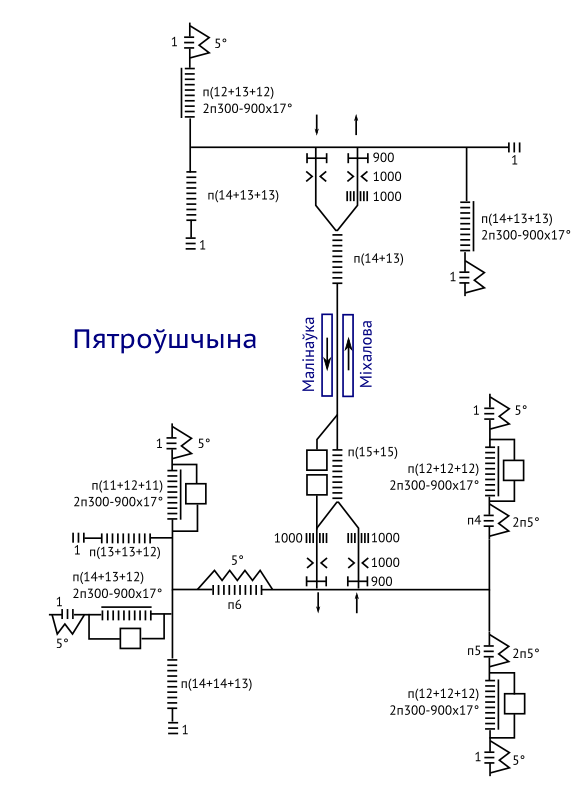 1
5°
п(12+13+12)
2п300-900х17°
900
1
1000
п(14+13+13)
1000
п(14+13+13)
2п300-900х17°
1
п(14+13)
1
Пятроўшчына
Малінаўка
Міхалова
1
5°
1
5°
п(15+15)
п(11+12+11)
2п300-900х17°
п(12+12+12)
2п300-900х17°
п4
2п5°
1000
1000
1
п(13+13+12)
5°
1000
п(14+13+12)
2п300-900х17°
900
1
п6
5°
п5
2п5°
п(14+14+13)
п(12+12+12)
2п300-900х17°
1
1
5°